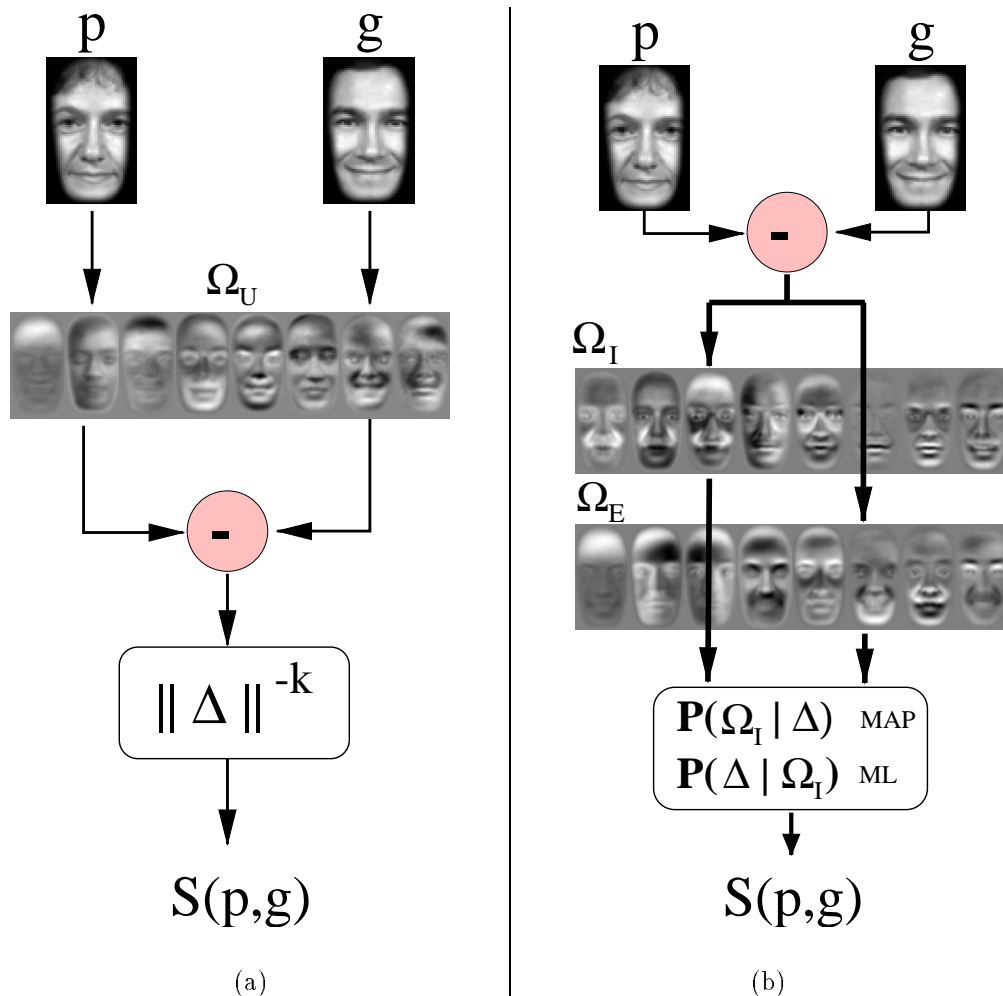 p
g
Ω_U
-
‖ Δ ‖^-k
S(p,g)
(a)
p
g
-
Ω_I
Ω_E
P(Ω_I | Δ) MAP
P(Δ | Ω_I) ML
S(p,g)
(b)